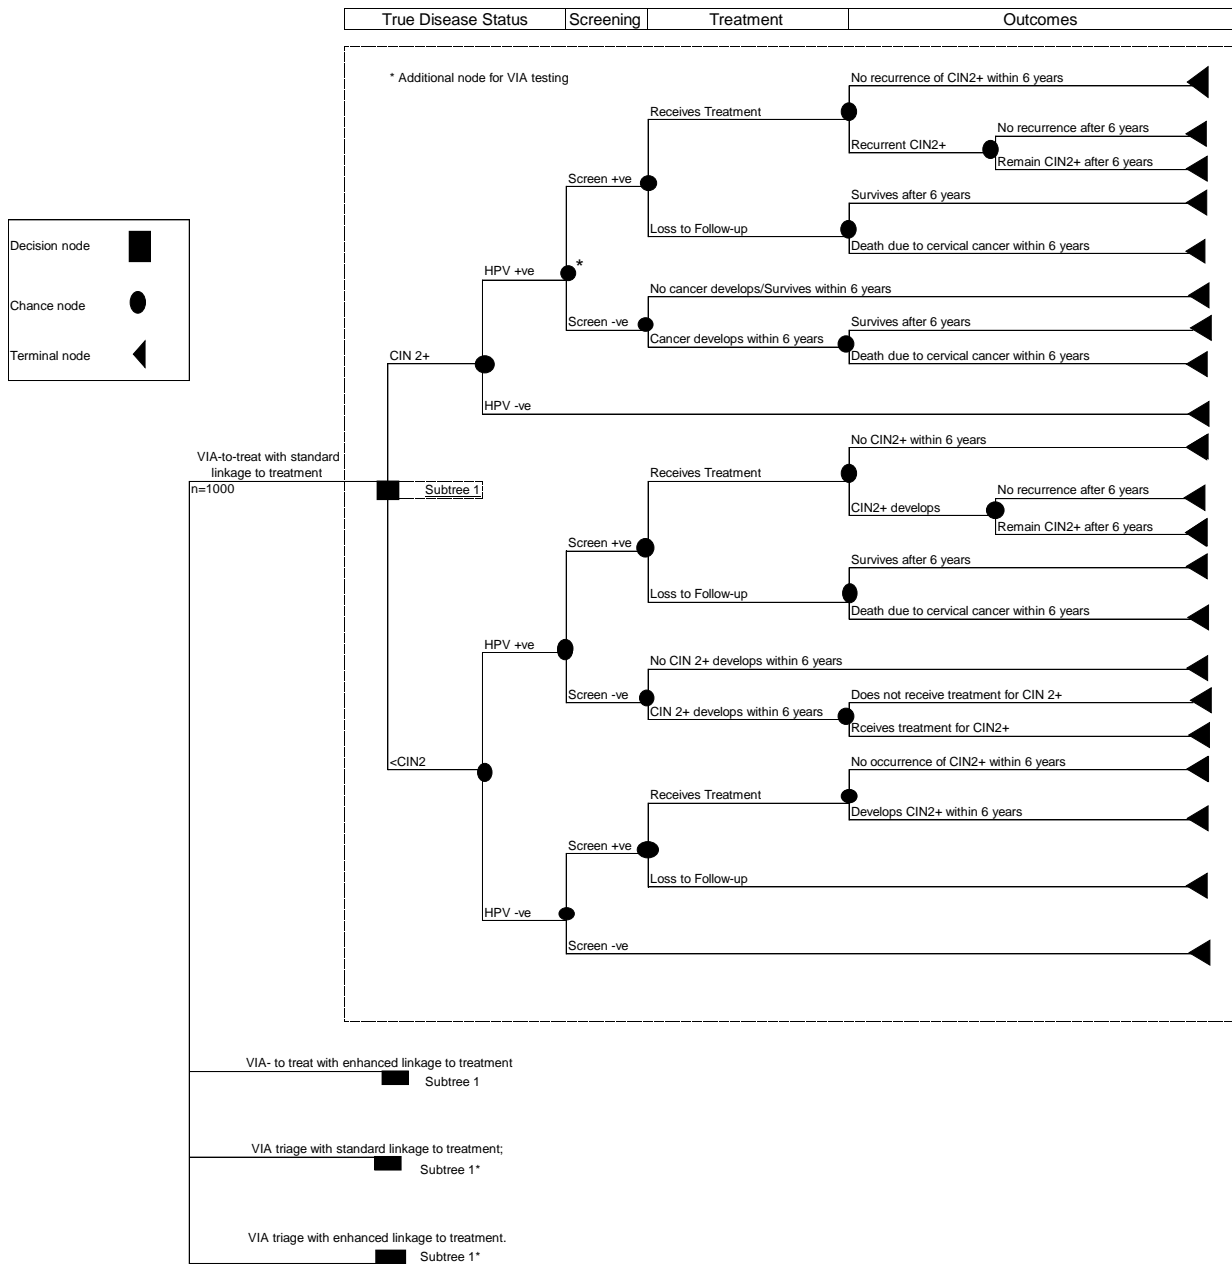 True Disease Status
Screening
Treatment
Outcomes
* Additional node for VIA testing
No recurrence of CIN2+ within 6 years
Receives Treatment
No recurrence after 6 years
Recurrent CIN2+
Remain CIN2+ after 6 years
Screen +ve
Survives after 6 years
Loss to Follow-up
Death due to cervical cancer within 6 years
Decision node
Chance node
Terminal node
HPV +ve
*
No cancer develops/Survives within 6 years
Screen -ve
Survives after 6 years
Cancer develops within 6 years
Death due to cervical cancer within 6 years
CIN 2+
HPV -ve
VIA-to-treat with standard
linkage to treatment
n=1000
Subtree 1
No CIN2+ within 6 years
Receives Treatment
No recurrence after 6 years
CIN2+ develops
Remain CIN2+ after 6 years
Screen +ve
Survives after 6 years
Loss to Follow-up
Death due to cervical cancer within 6 years
HPV +ve
No CIN 2+ develops within 6 years
Screen -ve
Does not receive treatment for CIN 2+
CIN 2+ develops within 6 years
Rceives treatment for CIN2+
<CIN2
No occurrence of CIN2+ within 6 years
Receives Treatment
Develops CIN2+ within 6 years
Screen +ve
Loss to Follow-up
HPV -ve
Screen -ve
VIA- to treat with enhanced linkage to treatment
Subtree 1
VIA triage with standard linkage to treatment;
Subtree 1*
VIA triage with enhanced linkage to treatment.
Subtree 1*